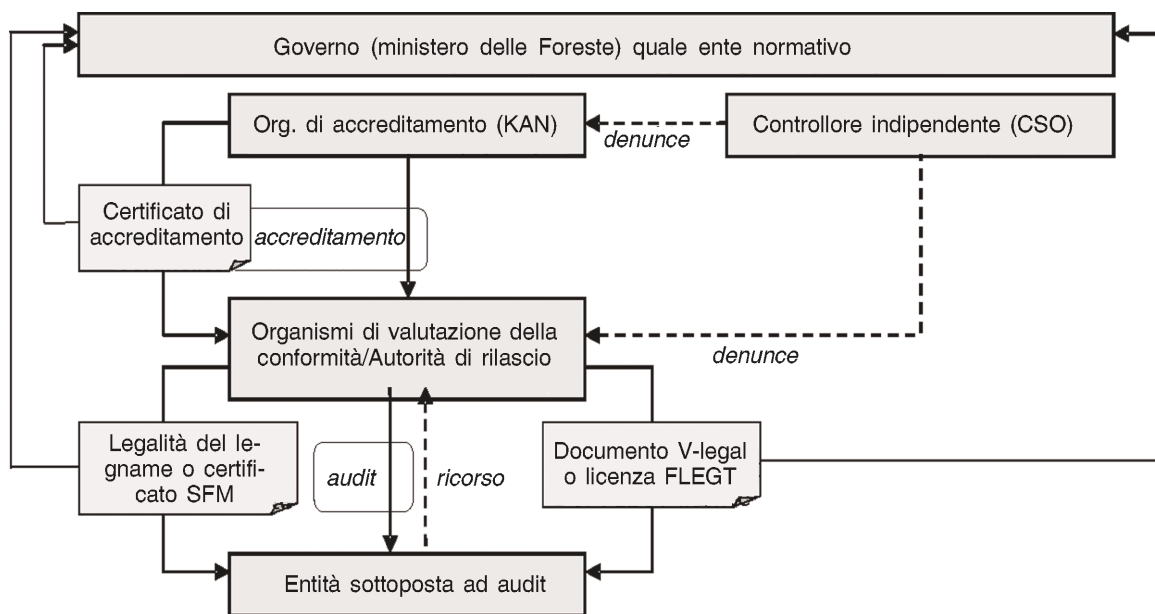 Governo (ministero delle Foreste) quale ente normativo
Org. di accreditamento (KAN)
denunce
Controllore indipendente (CSO)
Certificato di
accreditamento
accreditamento
Organismi di valutazione della
conformità/Autorità di rilascio
denunce
Legalità del le-
gname o certifi-
cato SFM
audit
ricorso
Documento V-legal
o licenza FLEGT
Entità sottoposta ad audit